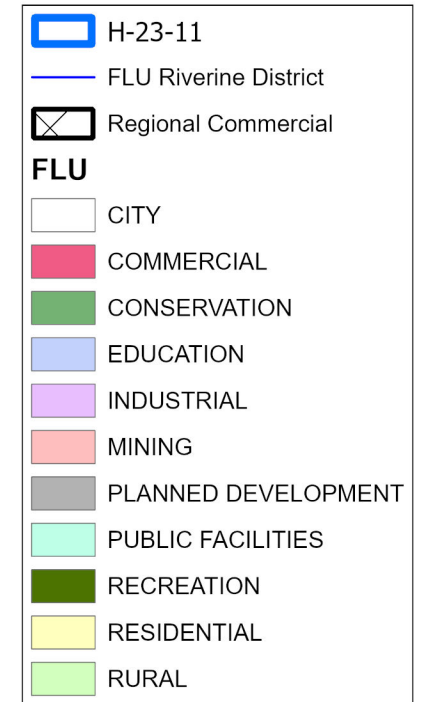 H-23-11
FLU Riverine District
Regional Commercial
FLU
CITY
COMMERCIAL
CONSERVATION
EDUCATION
INDUSTRIAL
MINING
PLANNED DEVELOPMENT
PUBLIC FACILITIES
RECREATION
RESIDENTIAL
RURAL